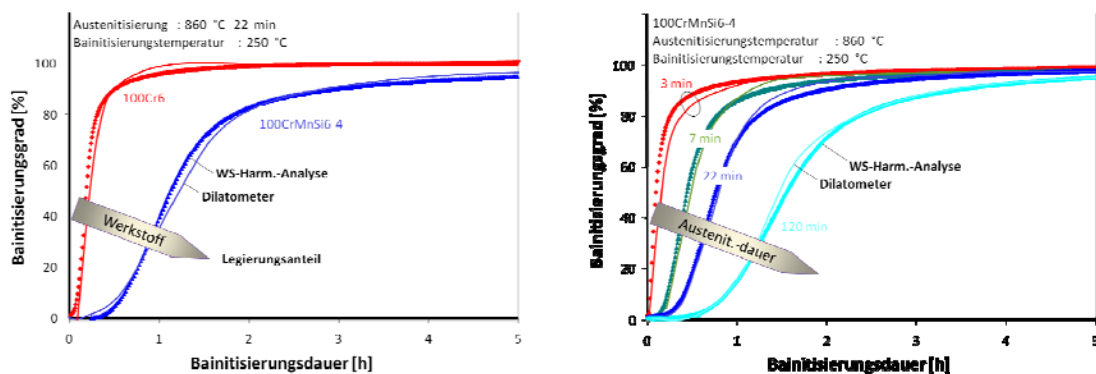 Austenitisierung : 860 °C 22 min
Bainitisierungstemperatur : 250 °C
Bainitisierungsgrad [%]
100
80
60
40
20
0
100Cr6
100CrMnSi6-4
WS-Harm.-Analyse
Dilatometer
Werkstoff
Legierungsanteil
0 1 2 3 4 5
Bainitisierungsdauer [h]
100CrMnSi6-4
Austenitisierungstemperatur : 860 °C
Bainitisierungstemperatur : 250 °C
Bainitisierungsgrad [%]
100
80
60
40
20
0
3 min
7 min
22 min
WS-Harm.-Analyse
Dilatometer
120 min
Austenit.-dauer
0 1 2 3 4 5
Bainitisierungsdauer [h]